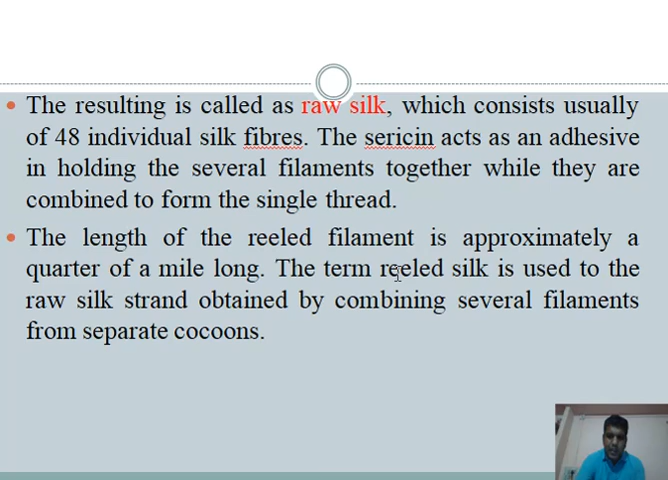 • The resulting is called as raw silk, which consists usually
of 48 individual silk fibres. The sericin acts as an adhesive
in holding the several filaments together while they are
combined to form the single thread.
• The length of the reeled filament is approximately a
quarter of a mile long. The term reeled silk is used to the
raw silk strand obtained by combining several filaments
from separate cocoons.